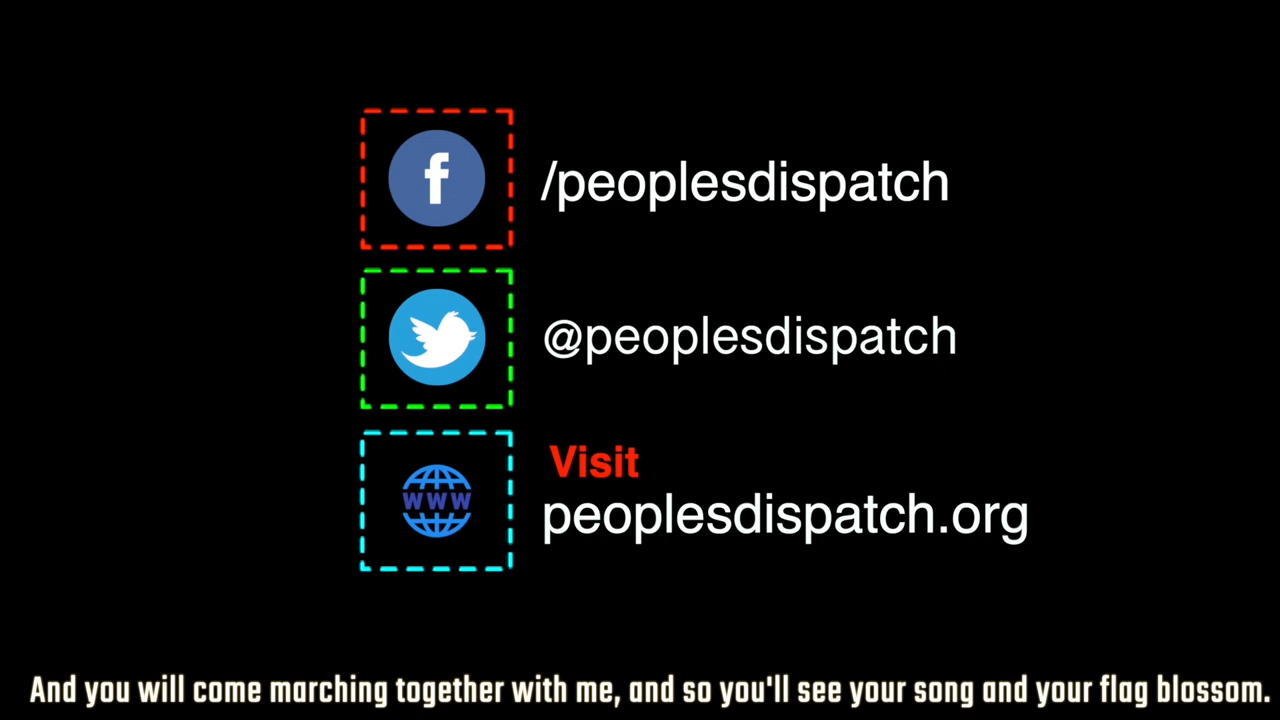 f
/peoplesdispatch
@peoplesdispatch
Visit
www
peoplesdispatch.org
And you will come marching together with me, and so you'll see your song and your flag blossom.